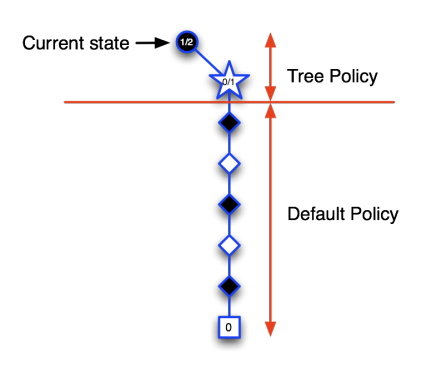 Current state
1/2
0/1
Tree Policy
Default Policy
0